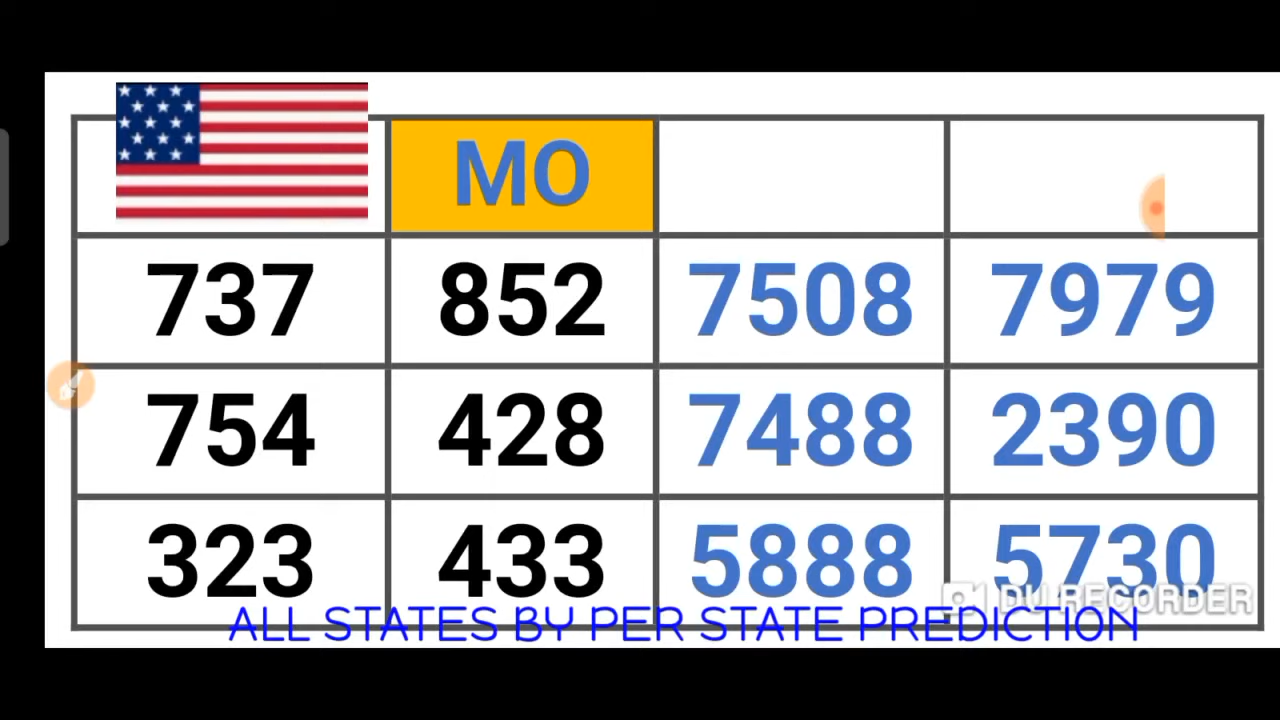 MO
737 852 7508 7979
754 428 7488 2390
323 433 5888 5730
DU RECORDER
ALL STATES BY PER STATE PREDICTION